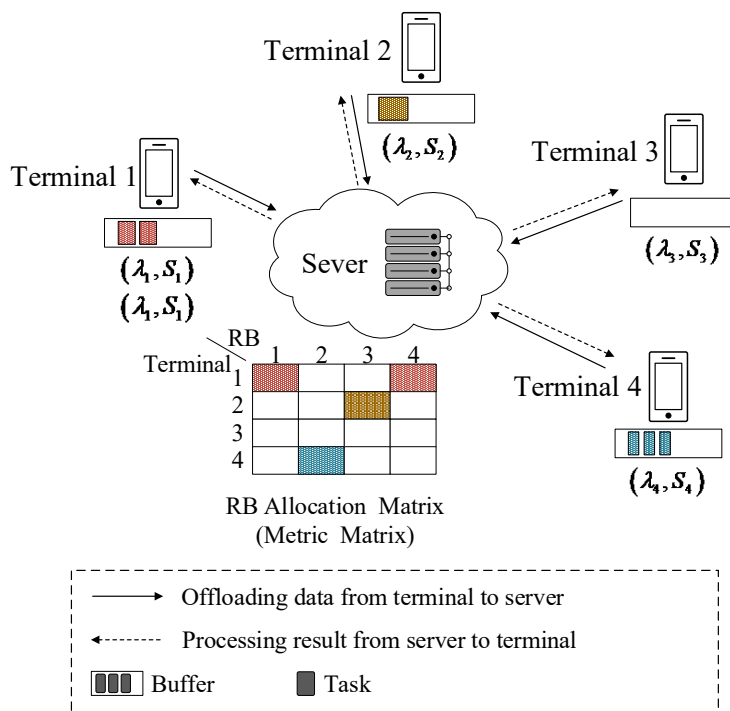 Terminal 2
(λ₂, S₂)
Terminal 1
(λ₁, S₁)
(λ₁, S₁)
Terminal 3
(λ₃, S₃)
Sever
Terminal 4
(λ₄, S₄)
RB
Terminal
1 2 3 4
1
2
3
4
RB Allocation Matrix
(Metric Matrix)
Offloading data from terminal to server
Processing result from server to terminal
Buffer Task